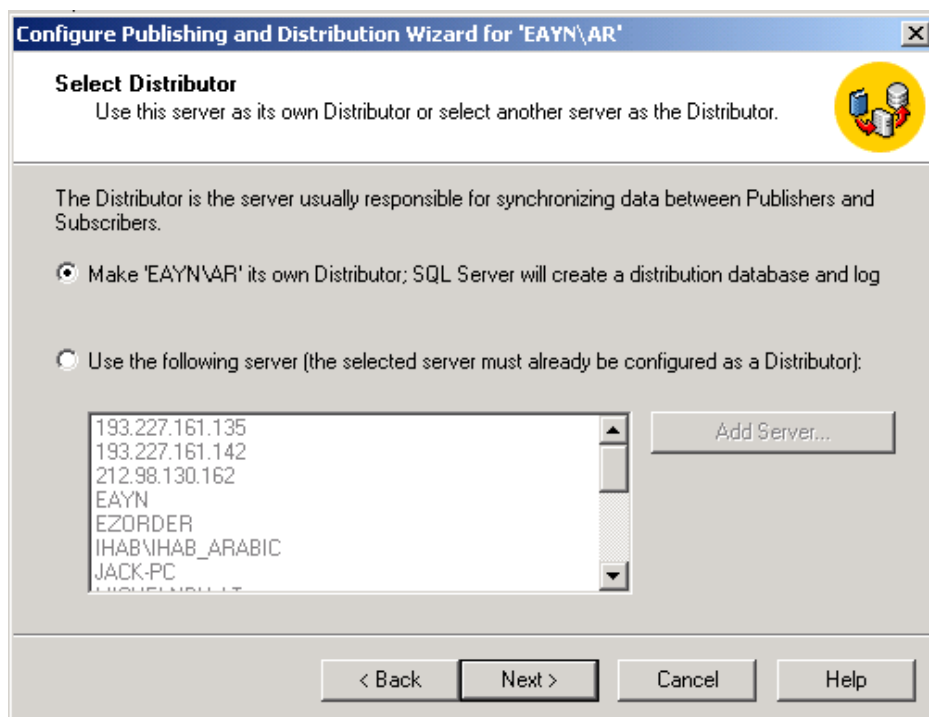 Configure Publishing and Distribution Wizard for 'EAYN\AR'
Select Distributor
Use this server as its own Distributor or select another server as the Distributor.
The Distributor is the server usually responsible for synchronizing data between Publishers and
Subscribers.
Make 'EAYN\AR' its own Distributor; SQL Server will create a distribution database and log
Use the following server (the selected server must already be configured as a Distributor):
193.227.161.135
193.227.161.142
212.98.130.162
EAYN
EZORDER
IHAB\IHAB_ARABIC
JACK-PC
Add Server...
< Back
Next >
Cancel
Help